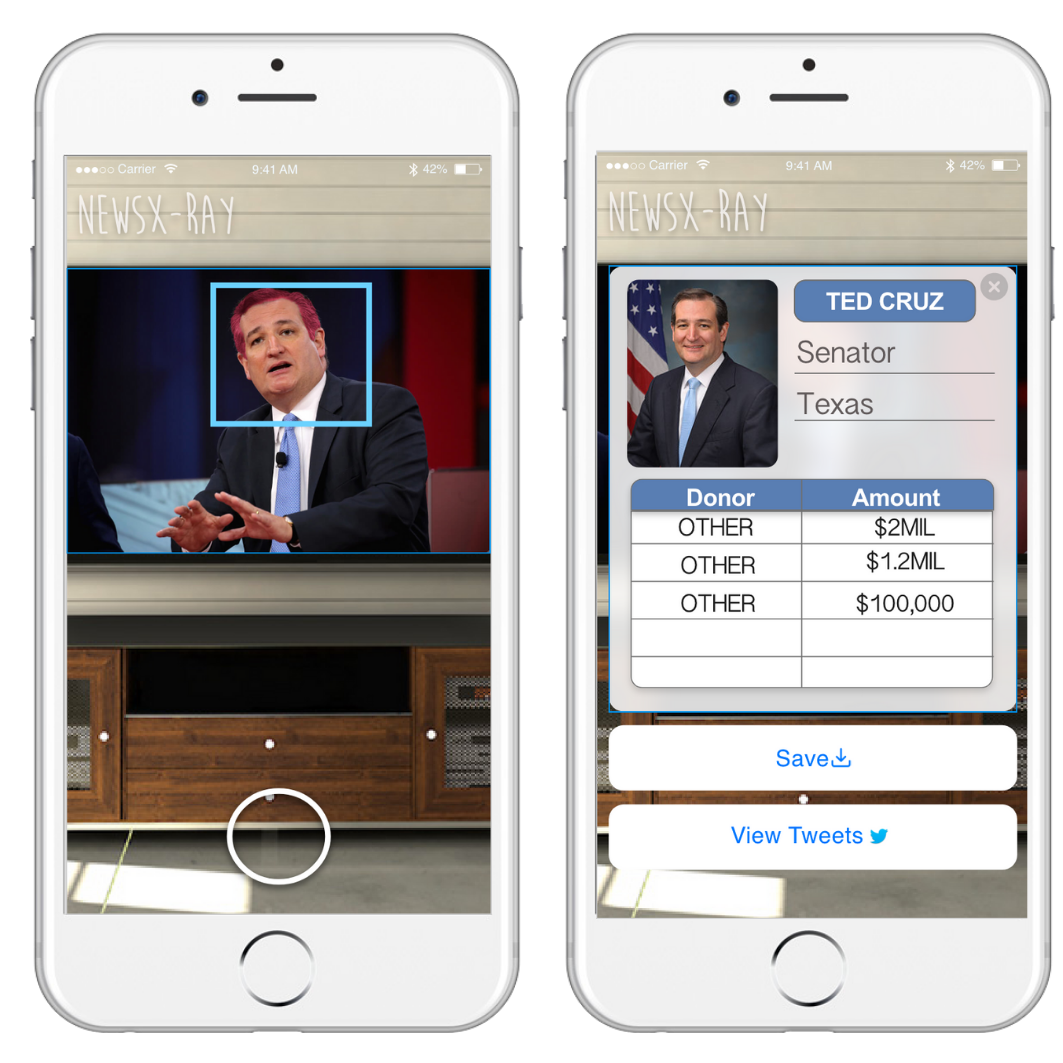 ●●●○○ Carrier 9:41 AM 42%
NEWSX-RAY
●●●○○ Carrier 9:41 AM 42%
NEWSX-RAY
TED CRUZ
Senator
Texas
Donor Amount
OTHER $2MIL
OTHER $1.2MIL
OTHER $100,000
Save
View Tweets